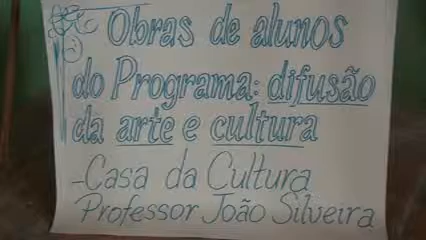 Obras de alunos
do Programa: difusão
da arte e cultura
-Casa da Cultura
Professor João Silveira